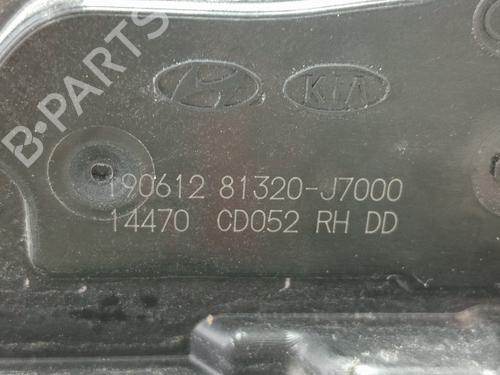 B-PARTS
KIA
190612 81320-J7000
14470 CD052 RH DD